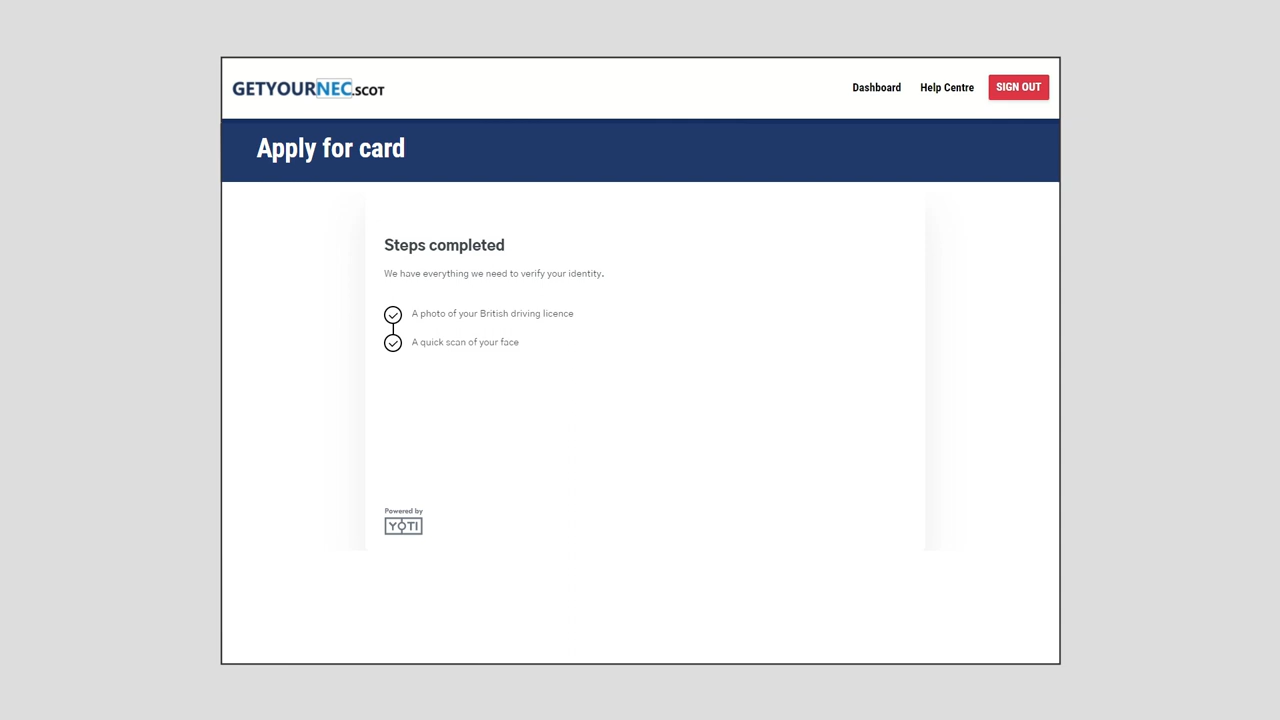 GETYOURNEC.SCOT
Dashboard
Help Centre
SIGN OUT
Apply for card
Steps completed
We have everything we need to verify your identity.
A photo of your British driving licence
A quick scan of your face
Powered by
YOTI